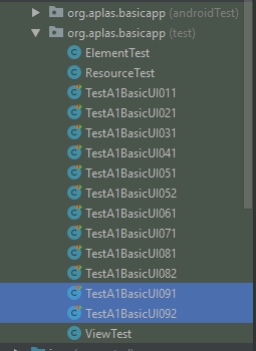 org.aplas.basicapp (androidTest)
org.aplas.basicapp (test)
ElementTest
ResourceTest
TestA1BasicUI011
TestA1BasicUI021
TestA1BasicUI031
TestA1BasicUI041
TestA1BasicUI051
TestA1BasicUI052
TestA1BasicUI061
TestA1BasicUI071
TestA1BasicUI081
TestA1BasicUI082
TestA1BasicUI091
TestA1BasicUI092
ViewTest